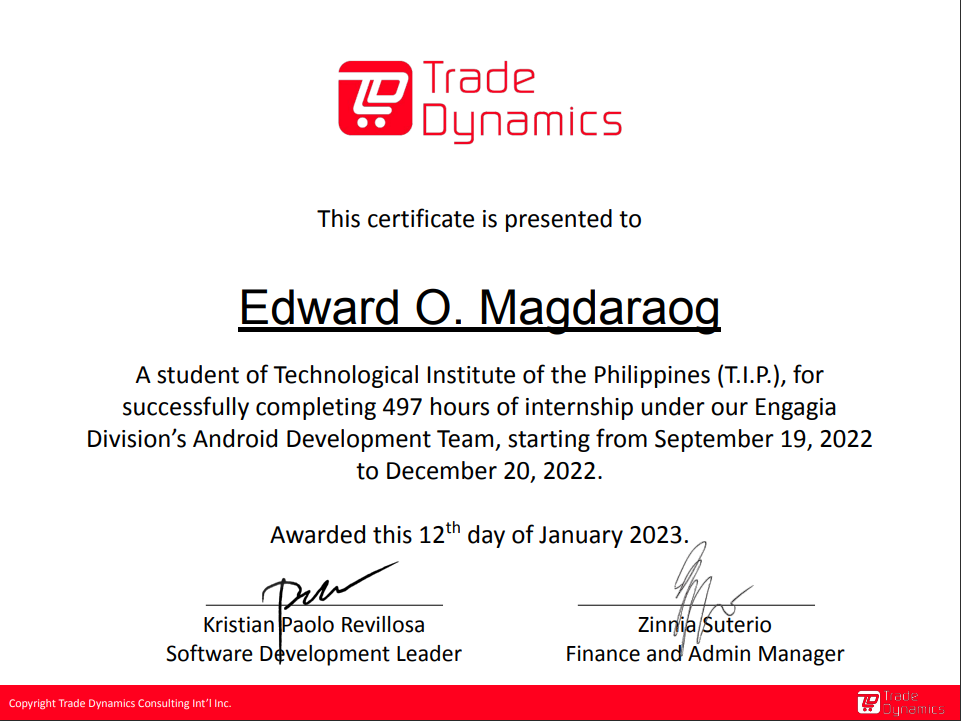 Trade
Dynamics
This certificate is presented to
Edward O. Magdaraog
A student of Technological Institute of the Philippines (T.I.P.), for
successfully completing 497 hours of internship under our Engagia
Division's Android Development Team, starting from September 19, 2022
to December 20, 2022.
Awarded this 12th day of January 2023.
Kristian Paolo Revillosa
Software Development Leader
Zinnia Suterio
Finance and Admin Manager
Copyright Trade Dynamics Consulting Int'l Inc.
Trade
Dynamics